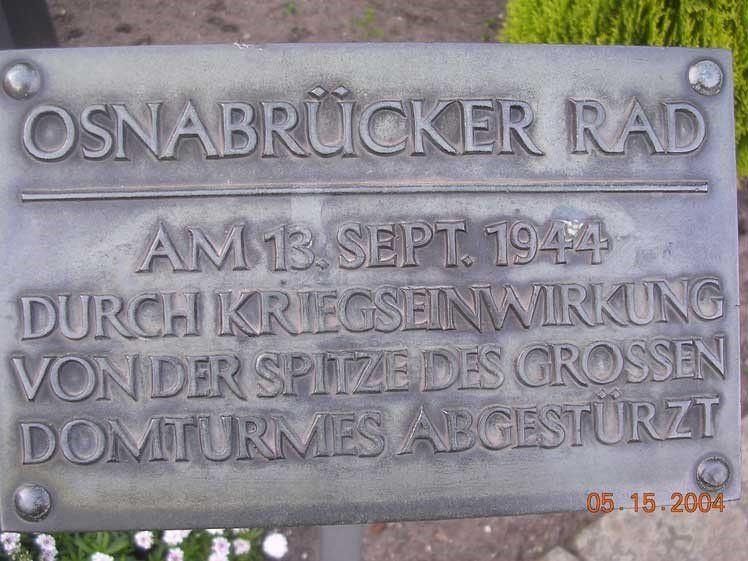 OSNABRÜCKER RAD
AM 13. SEPT. 1944
DURCH KRIEGSEINWIRKUNG
VON DER SPITZE DES GROSSEN
DOMTURMES ABGESTÜRZT
05.15.2004